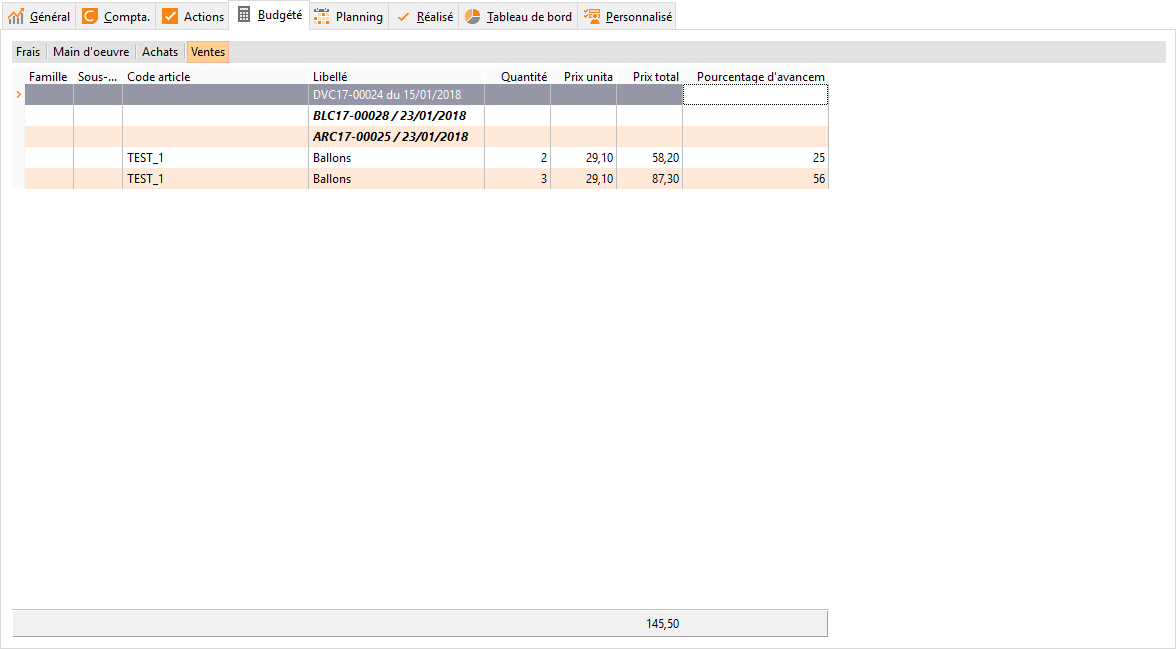 Général Compta. Actions Budgété Planning Réalisé Tableau de bord Personnalisé
Frais Main d'oeuvre Achats Ventes
Famille Sous-... Code article Libellé Quantité Prix unita Prix total Pourcentage d'avancem
DVC17-00024 du 15/01/2018
BLC17-00028 / 23/01/2018
ARC17-00025 / 23/01/2018
TEST_1 Ballons 2 29,10 58,20 25
TEST_1 Ballons 3 29,10 87,30 56
145,50